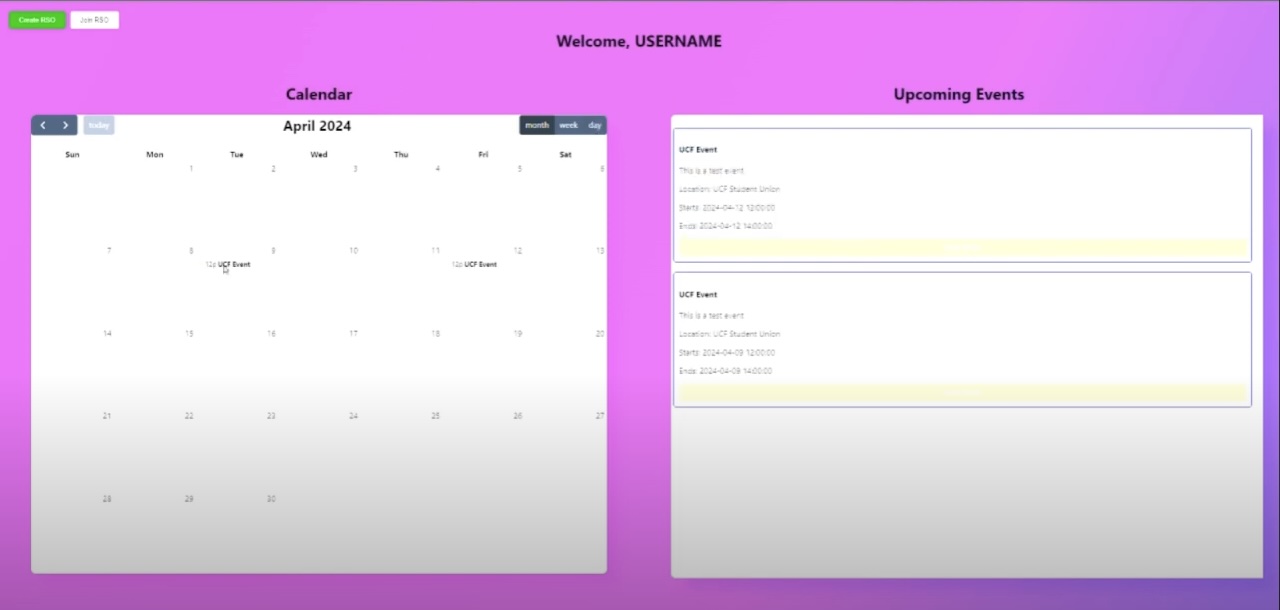 Create RSO Join RSO
Welcome, USERNAME
Calendar
today April 2024 month week day
Sun Mon Tue Wed Thu Fri Sat
1 2 3 4 5 6
7 8 9 10 11 12 13
12p UCF Event 12p UCF Event
14 15 16 17 18 19 20
21 22 23 24 25 26 27
28 29 30
Upcoming Events
UCF Event
This is a test event
Location: UCF Student Union
Starts: 2024-04-12 12:00:00
Ends: 2024-04-12 14:00:00
UCF Event
This is a test event
Location: UCF Student Union
Starts: 2024-04-09 12:00:00
Ends: 2024-04-09 14:00:00